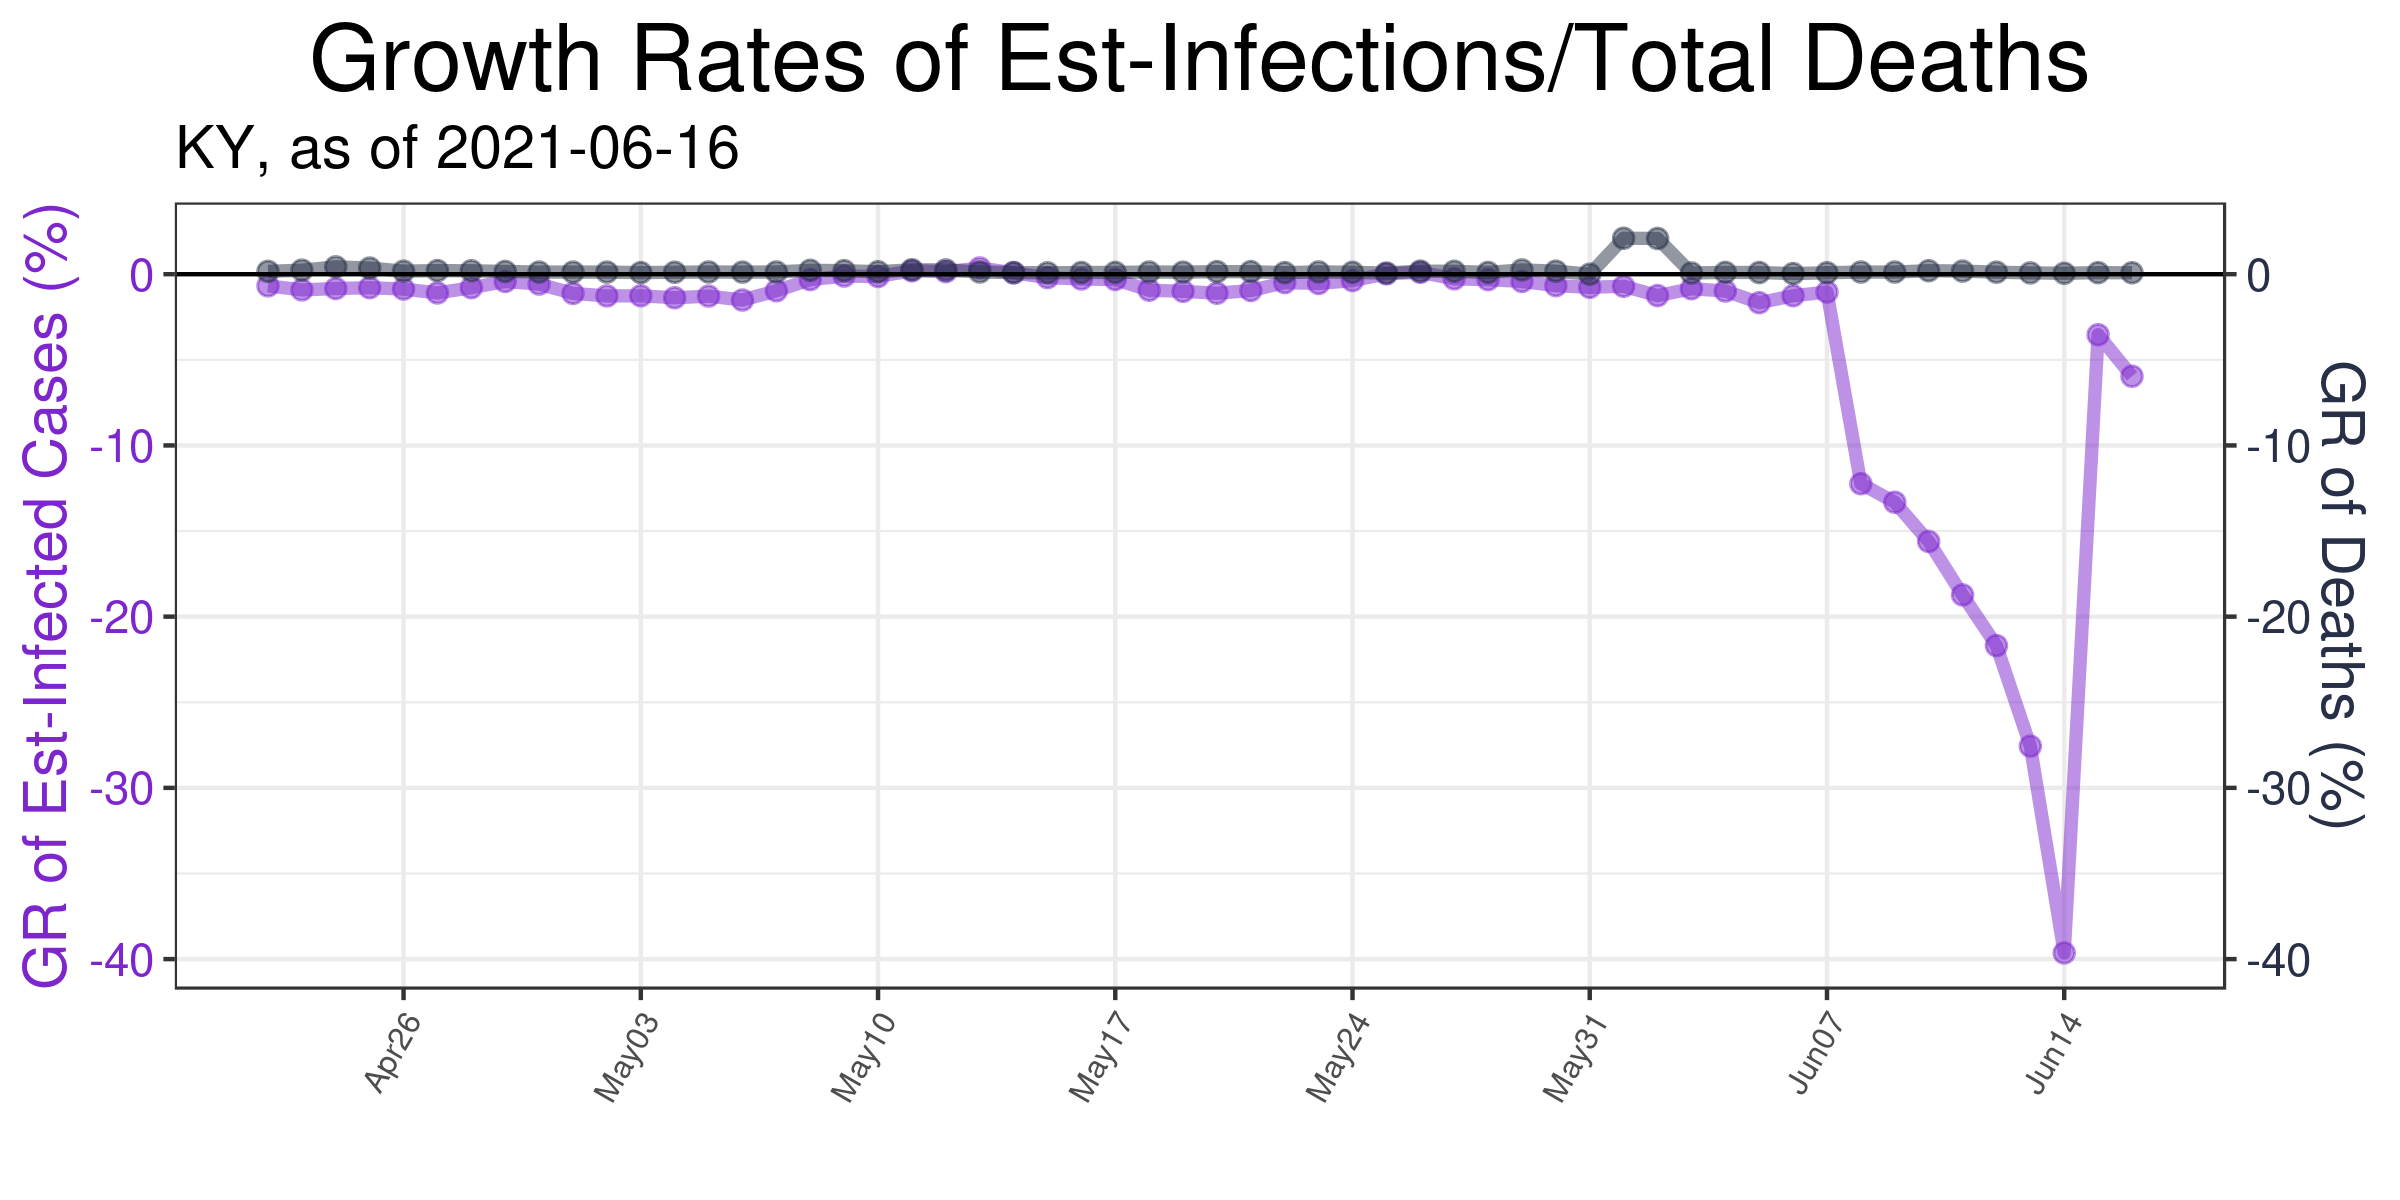 Growth Rates of Est-Infections/Total Deaths
KY, as of 2021-06-16
GR of Est-Infected Cases (%)
0
-10
-20
-30
-40
0
-10
-20
-30
-40
GR of Deaths (%)
Apr26
May03
May10
May17
May24
May31
Jun07
Jun14